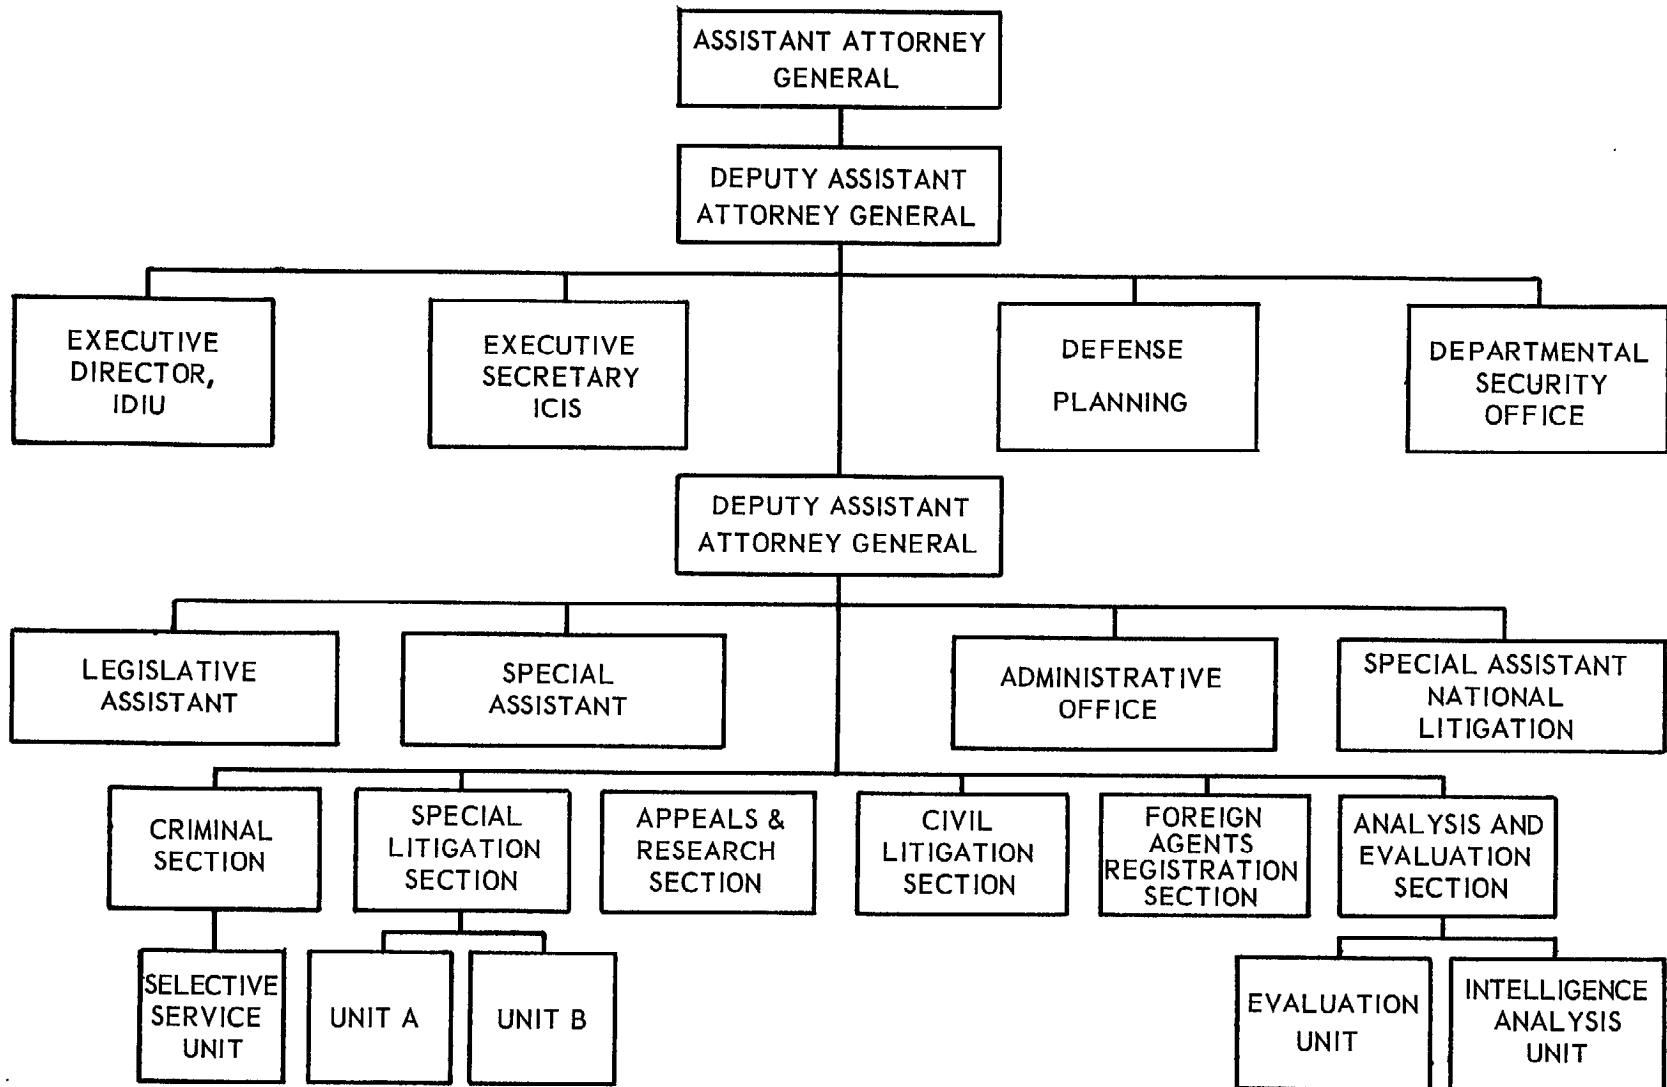 ASSISTANT ATTORNEY
GENERAL
DEPUTY ASSISTANT
ATTORNEY GENERAL
EXECUTIVE
DIRECTOR,
IDIU
EXECUTIVE
SECRETARY
ICIS
DEFENSE
PLANNING
DEPARTMENTAL
SECURITY
OFFICE
DEPUTY ASSISTANT
ATTORNEY GENERAL
LEGISLATIVE
ASSISTANT
SPECIAL
ASSISTANT
ADMINISTRATIVE
OFFICE
SPECIAL ASSISTANT
NATIONAL
LITIGATION
CRIMINAL
SECTION
SPECIAL
LITIGATION
SECTION
APPEALS &
RESEARCH
SECTION
CIVIL
LITIGATION
SECTION
FOREIGN
AGENTS
REGISTRATION
SECTION
ANALYSIS AND
EVALUATION
SECTION
SELECTIVE
SERVICE
UNIT
UNIT A
UNIT B
EVALUATION
UNIT
INTELLIGENCE
ANALYSIS
UNIT